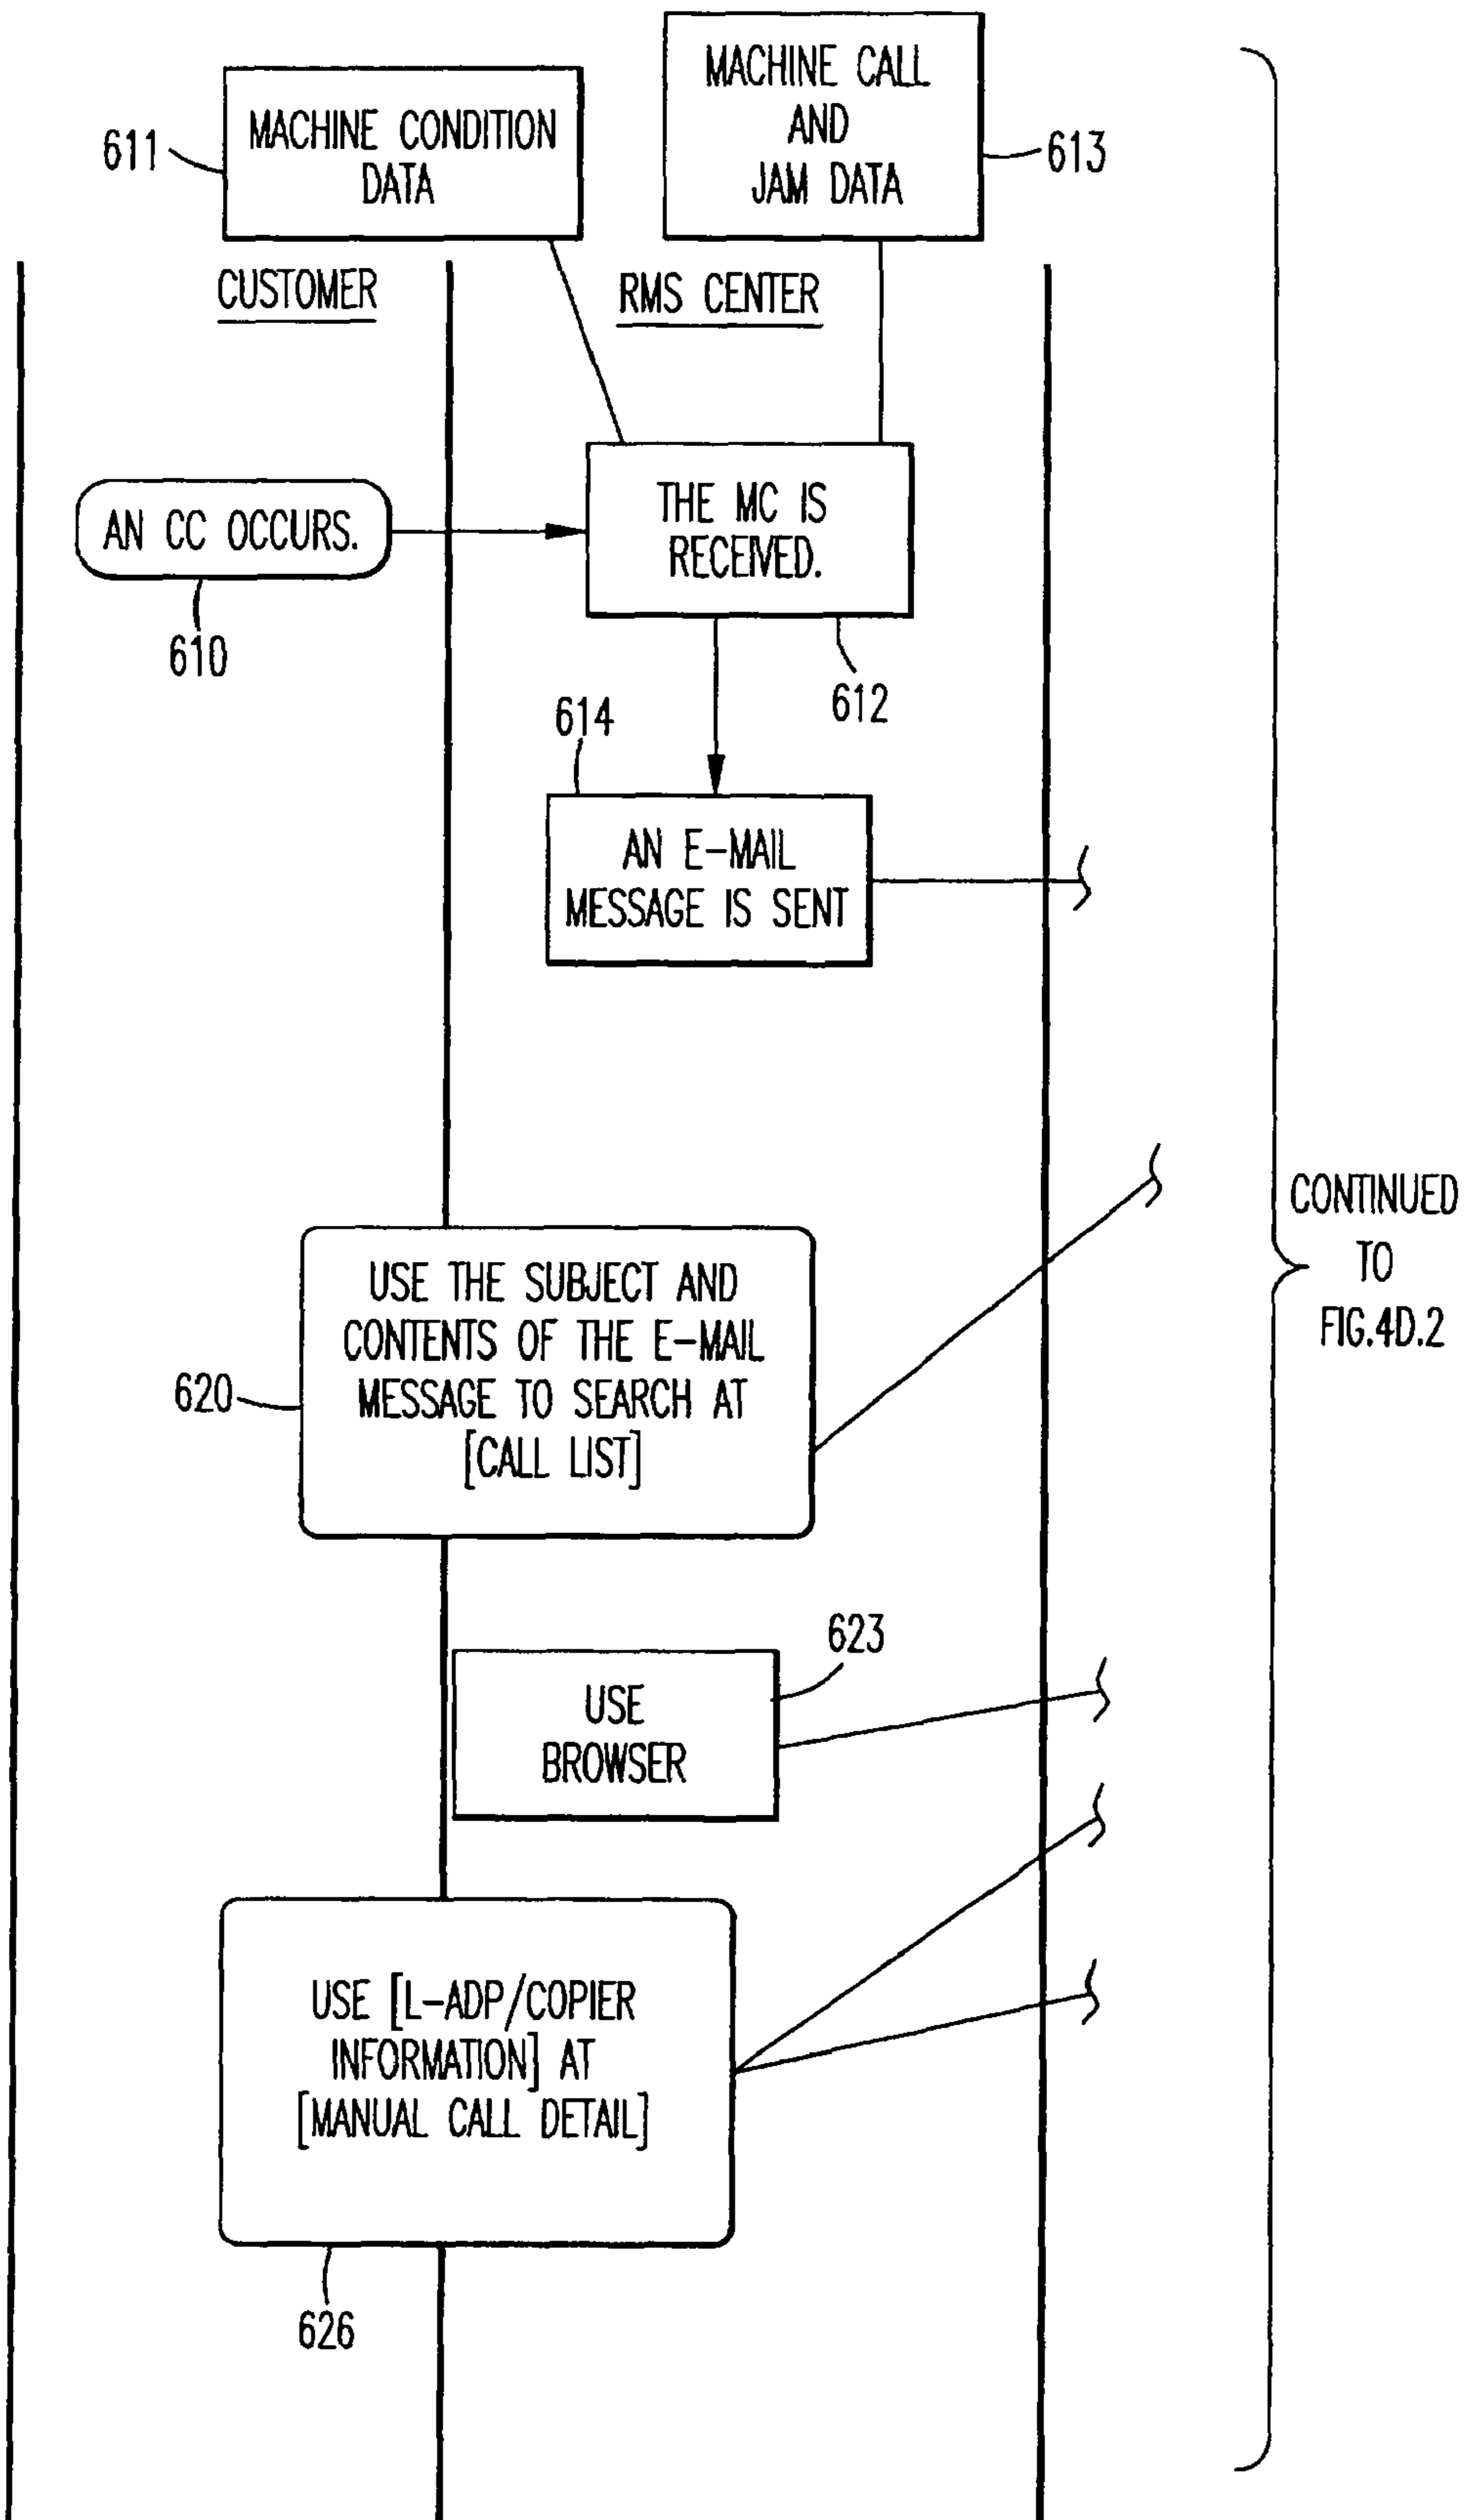 MACHINE CALL
AND
JAM DATA
613
MACHINE CONDITION
DATA
611
CUSTOMER
RMS CENTER
AN CC OCCURS.
610
THE MC IS
RECEIVED.
612
614
AN E-MAIL
MESSAGE IS SENT
CONTINUED
TO
FIG.4D.2
USE THE SUBJECT AND
CONTENTS OF THE E-MAIL
MESSAGE TO SEARCH AT
[CALL LIST]
620
623
USE
BROWSER
USE [L-ADP/COPIER
INFORMATION] AT
[MANUAL CALL DETAIL]
626